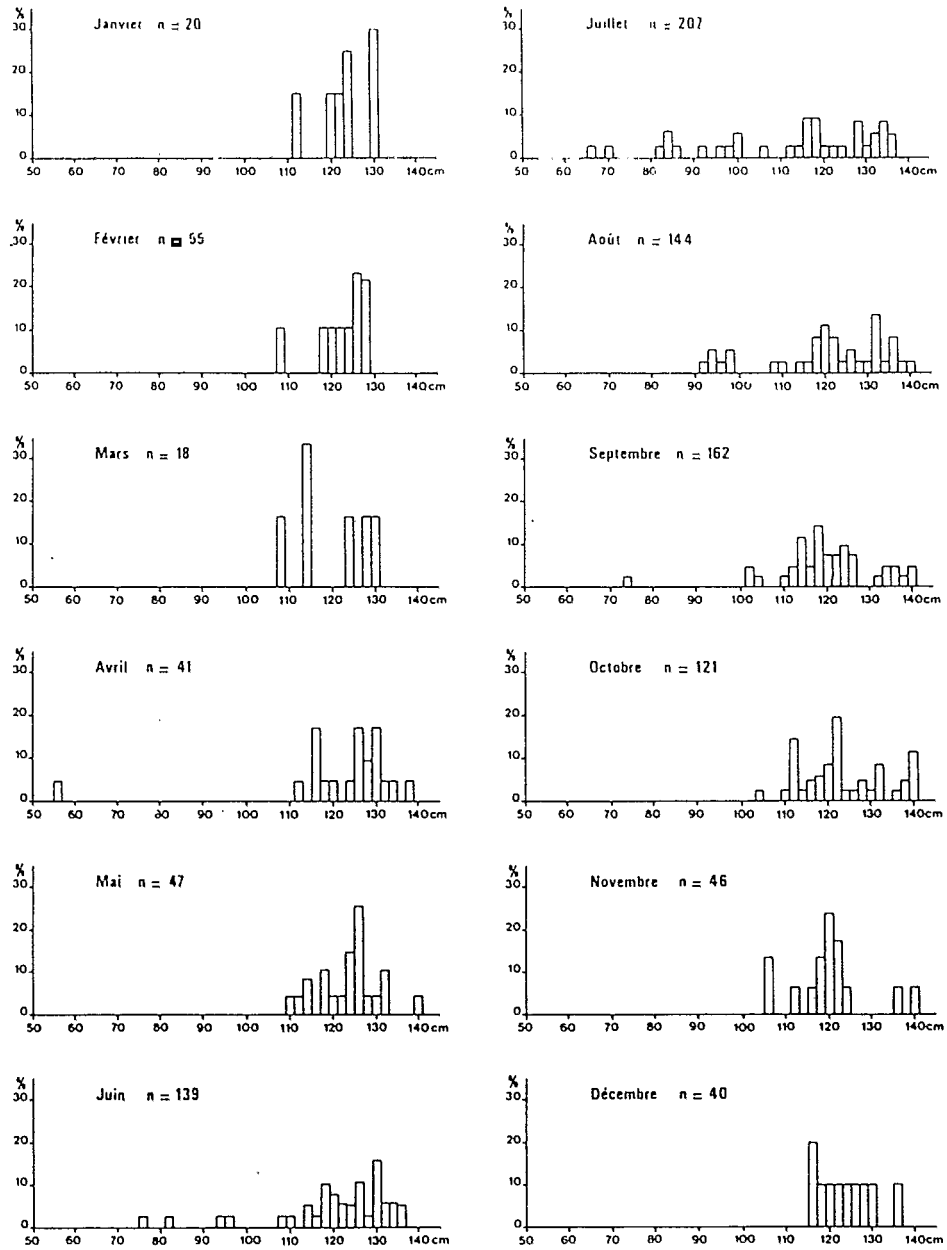 %
Janvier n = 20
30
20
10
0
50 60 70 80 90 100 110 120 130 140cm
%
Juillet n = 207
30
20
10
0
50 60 70 80 90 100 110 120 130 140cm
%
Février n = 55
30
20
10
0
50 60 70 80 90 100 110 120 130 140cm
%
Août n = 144
30
20
10
0
50 60 70 80 90 100 110 120 130 140cm
%
Mars n = 18
30
20
10
0
50 60 70 80 90 100 110 120 130 140cm
%
Septembre n = 162
30
20
10
0
50 60 70 80 90 100 110 120 130 140cm
%
Avril n = 41
30
20
10
0
50 60 70 80 90 100 110 120 130 140cm
%
Octobre n = 121
30
20
10
0
50 60 70 80 90 100 110 120 130 140cm
%
Mai n = 47
30
20
10
0
50 60 70 80 90 100 110 120 130 140cm
%
Novembre n = 46
30
20
10
0
50 60 70 80 90 100 110 120 130 140cm
%
Juin n = 139
30
20
10
0
50 60 70 80 90 100 110 120 130 140cm
%
Décembre n = 40
30
20
10
0
50 60 70 80 90 100 110 120 130 140cm